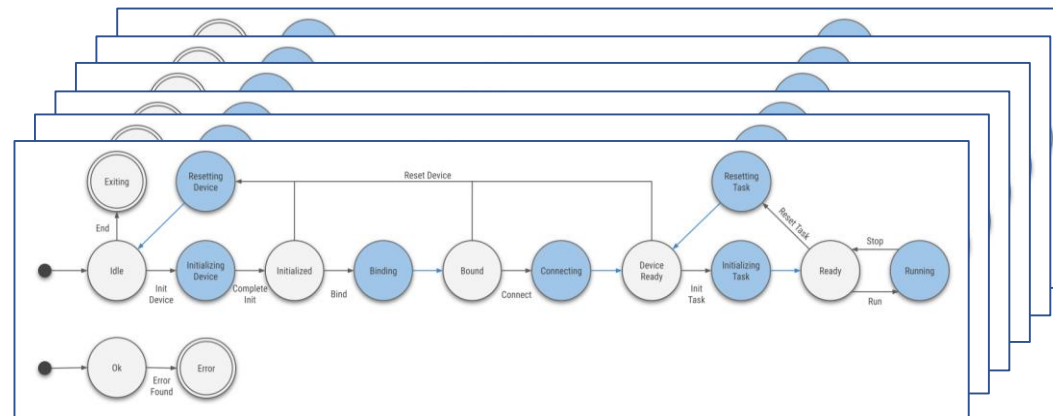 Exiting
Resetting
Device
Reset Device
Resetting
Task
End
Reset Task
Stop
Idle
Initializing
Device
Initialized
Binding
Bound
Connecting
Device
Ready
Initializing
Task
Ready
Running
Init
Device
Complete
Init
Bind
Connect
Init
Task
Run
Ok
Error
Error
Found